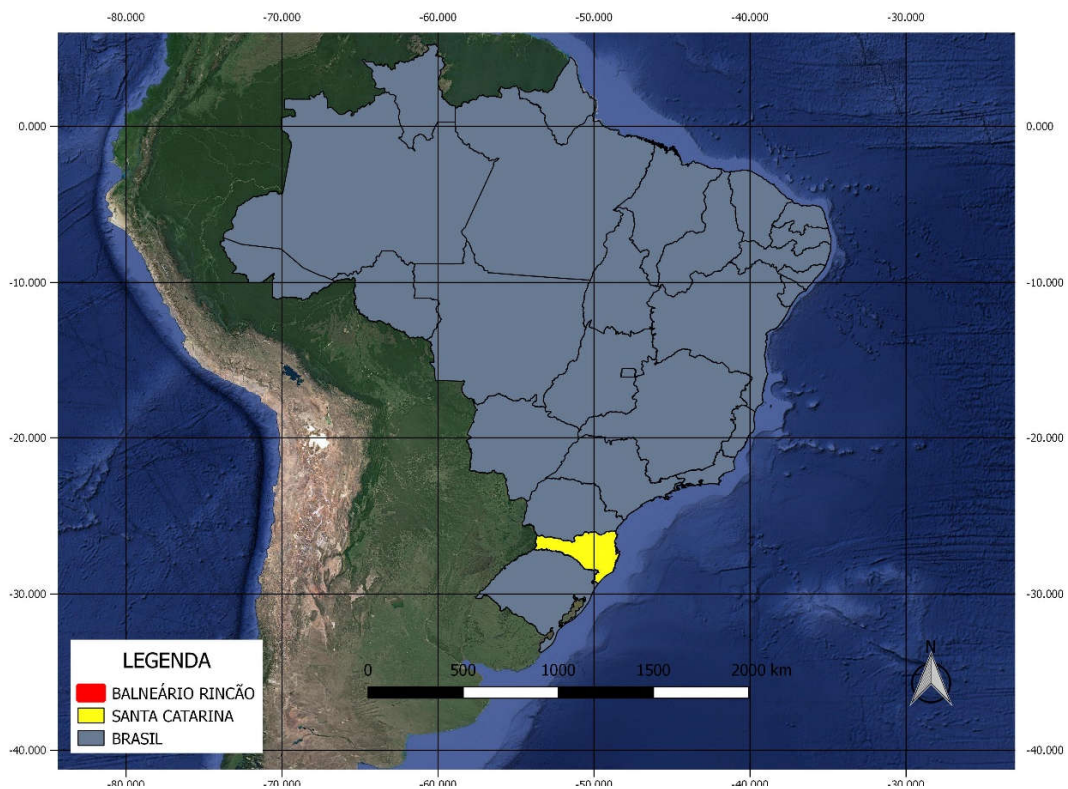 -80.000 -70.000 -60.000 -50.000 -40.000 -30.000
0.000 0.000
-10.000 -10.000
-20.000 -20.000
-30.000 -30.000
N
LEGENDA
BALNEÁRIO RINCÃO
SANTA CATARINA
BRASIL
0 500 1000 1500 2000 km
-40.000 -40.000
-80.000 -70.000 -60.000 -50.000 -40.000 -30.000